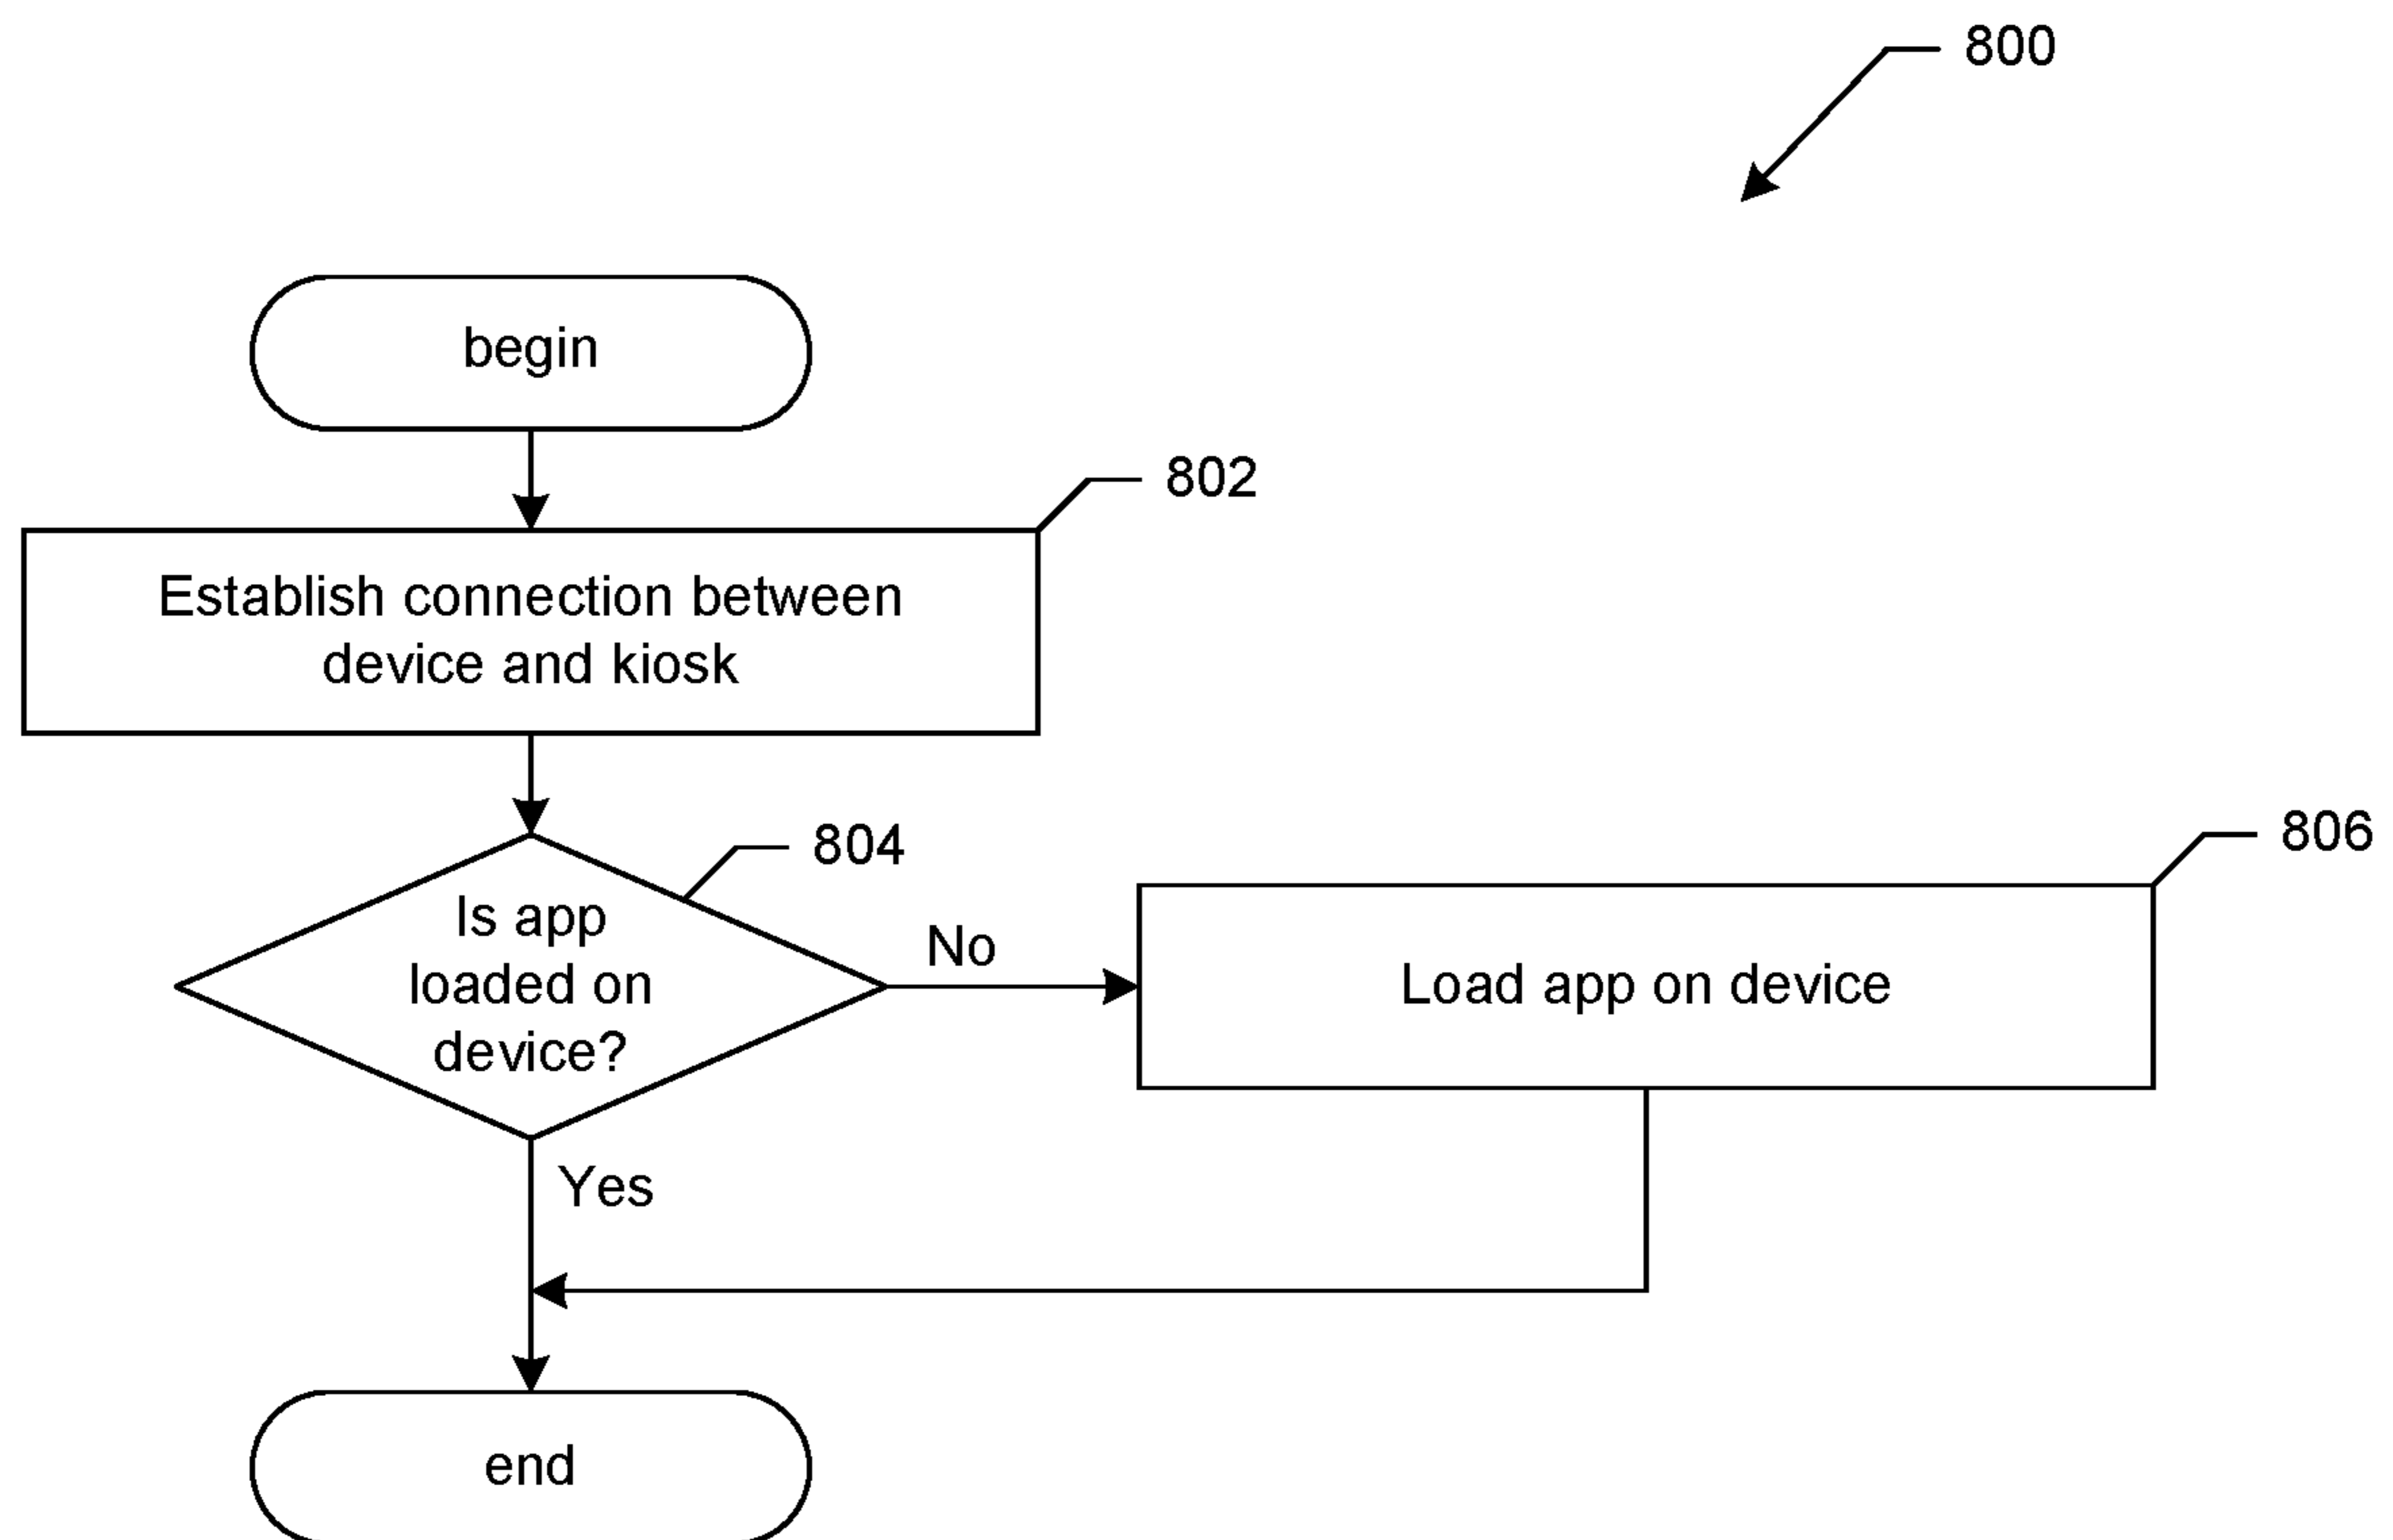 800
begin
802
Establish connection between
device and kiosk
804
806
Is app
loaded on
device?
No
Load app on device
Yes
end